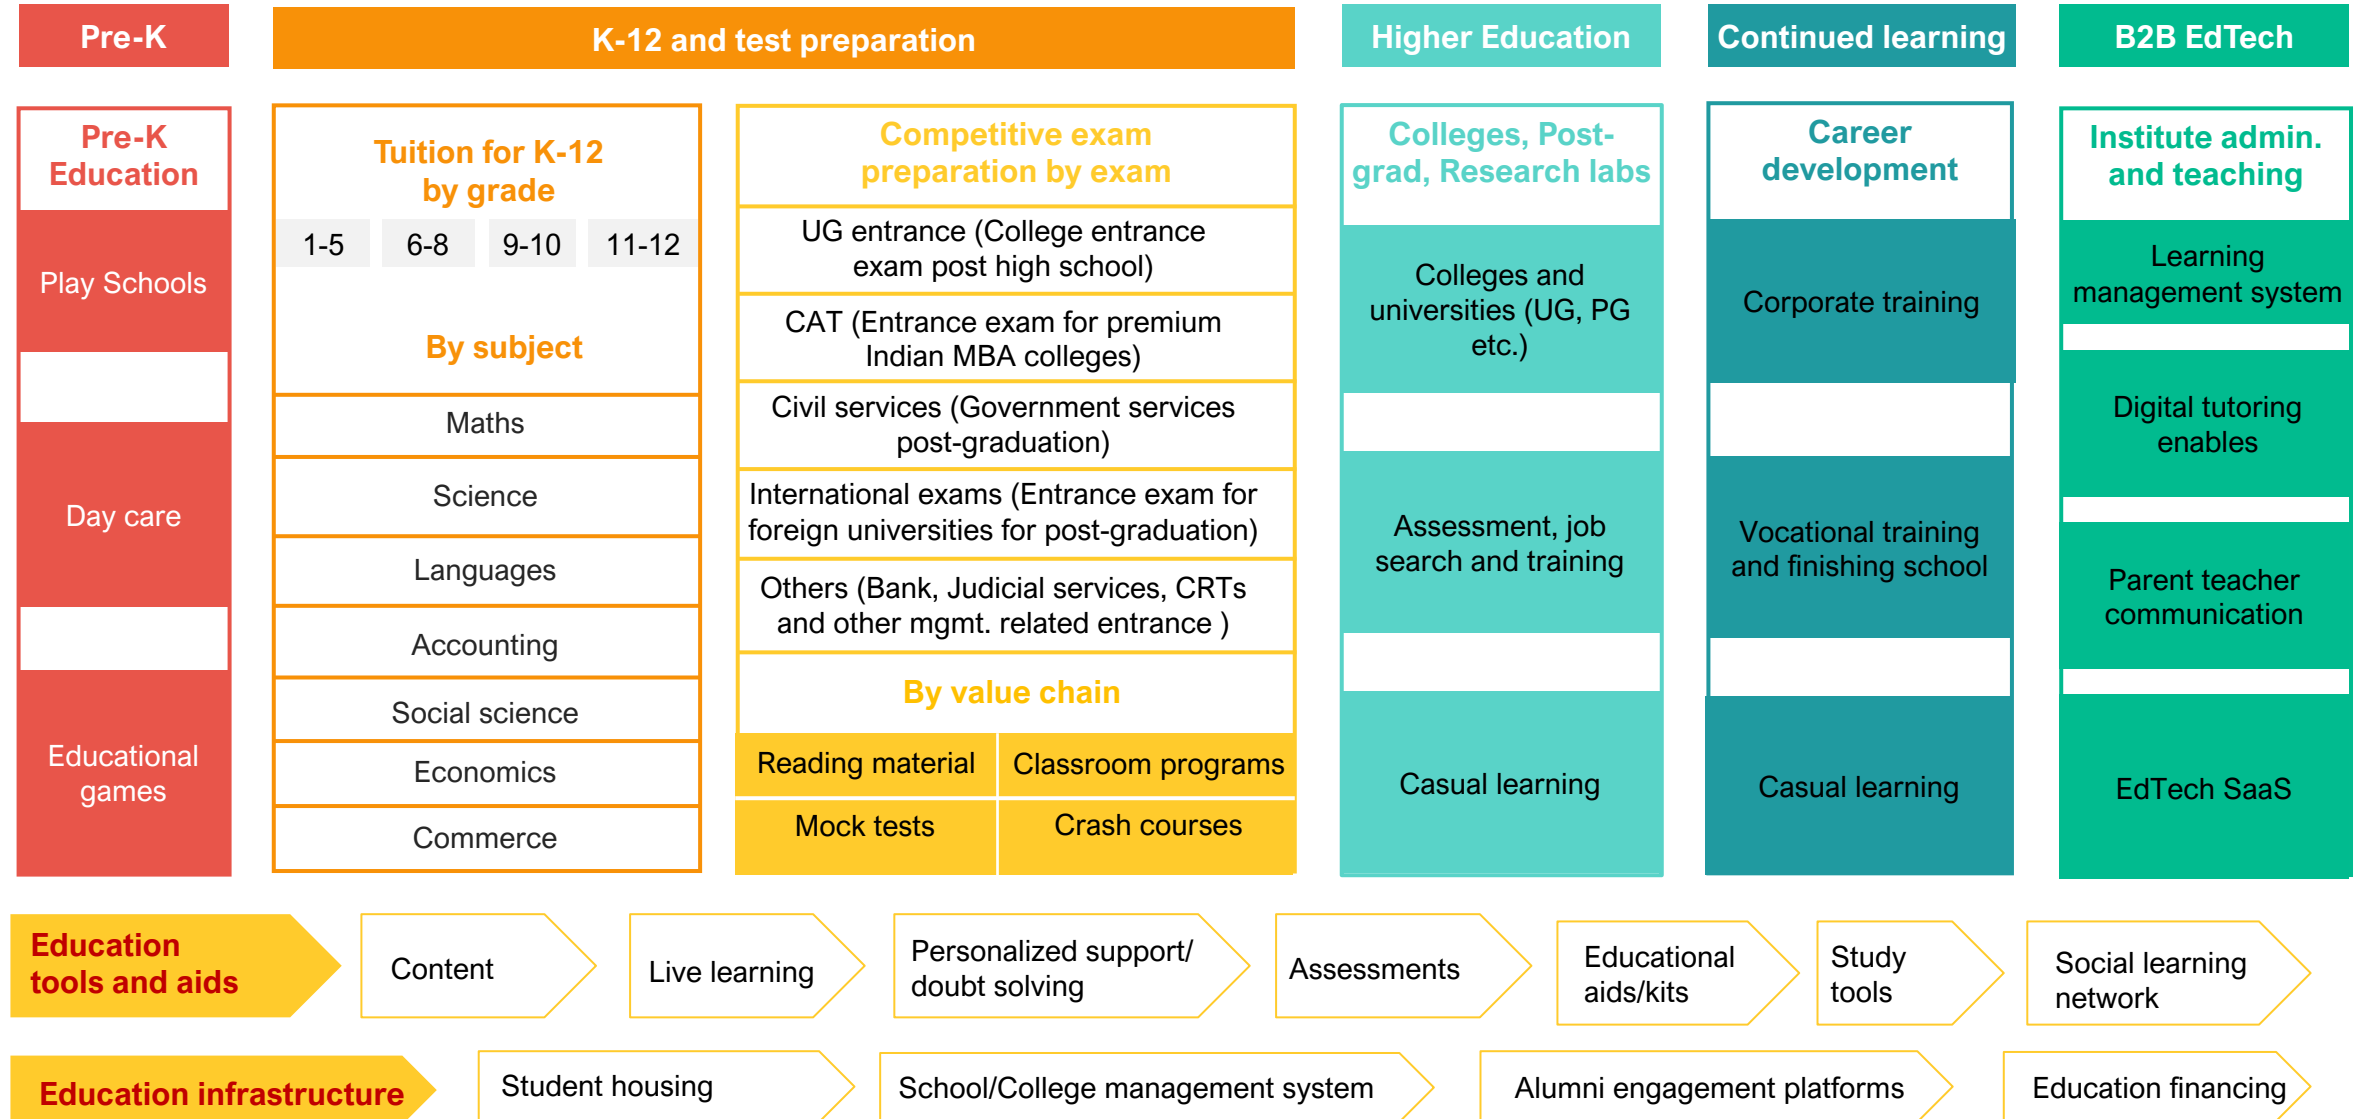 Pre-K
K-12 and test preparation
Higher Education
Continued learning
B2B EdTech
Pre-K
Education
Play Schools
Day care
Educational
games
Tuition for K-12
by grade
1-5 6-8 9-10 11-12
By subject
Maths
Science
Languages
Accounting
Social science
Economics
Commerce
Competitive exam
preparation by exam
UG entrance (College entrance
exam post high school)
CAT (Entrance exam for premium
Indian MBA colleges)
Civil services (Government services
post-graduation)
International exams (Entrance exam for
foreign universities for post-graduation)
Others (Bank, Judicial services, CRTs
and other mgmt. related entrance )
By value chain
Reading material
Classroom programs
Mock tests
Crash courses
Colleges, Post-
grad, Research labs
Colleges and
universities (UG, PG
etc.)
Assessment, job
search and training
Casual learning
Career
development
Corporate training
Vocational training
and finishing school
Casual learning
Institute admin.
and teaching
Learning
management system
Digital tutoring
enables
Parent teacher
communication
EdTech SaaS
Education
tools and aids
Content
Live learning
Personalized support/
doubt solving
Assessments
Educational
aids/kits
Study
tools
Social learning
network
Education infrastructure
Student housing
School/College management system
Alumni engagement platforms
Education financing